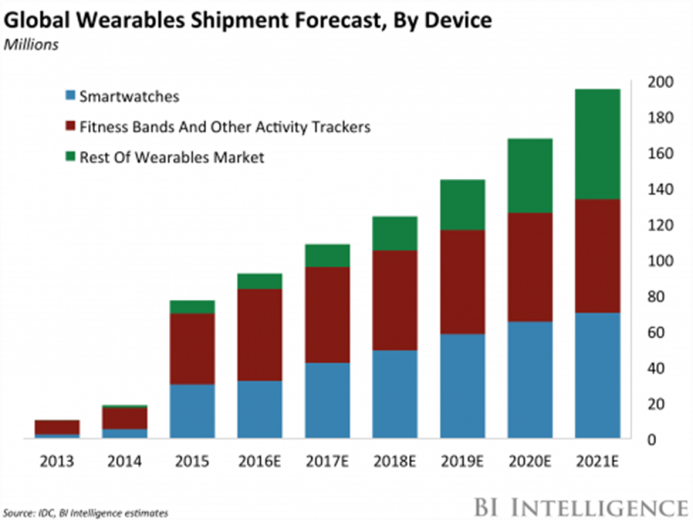 Global Wearables Shipment Forecast, By Device
Millions
Smartwatches
Fitness Bands And Other Activity Trackers
Rest Of Wearables Market
200
180
160
140
120
100
80
60
40
20
0
2013 2014 2015 2016E 2017E 2018E 2019E 2020E 2021E
Source: IDC, BI Intelligence estimates
BI INTELLIGENCE